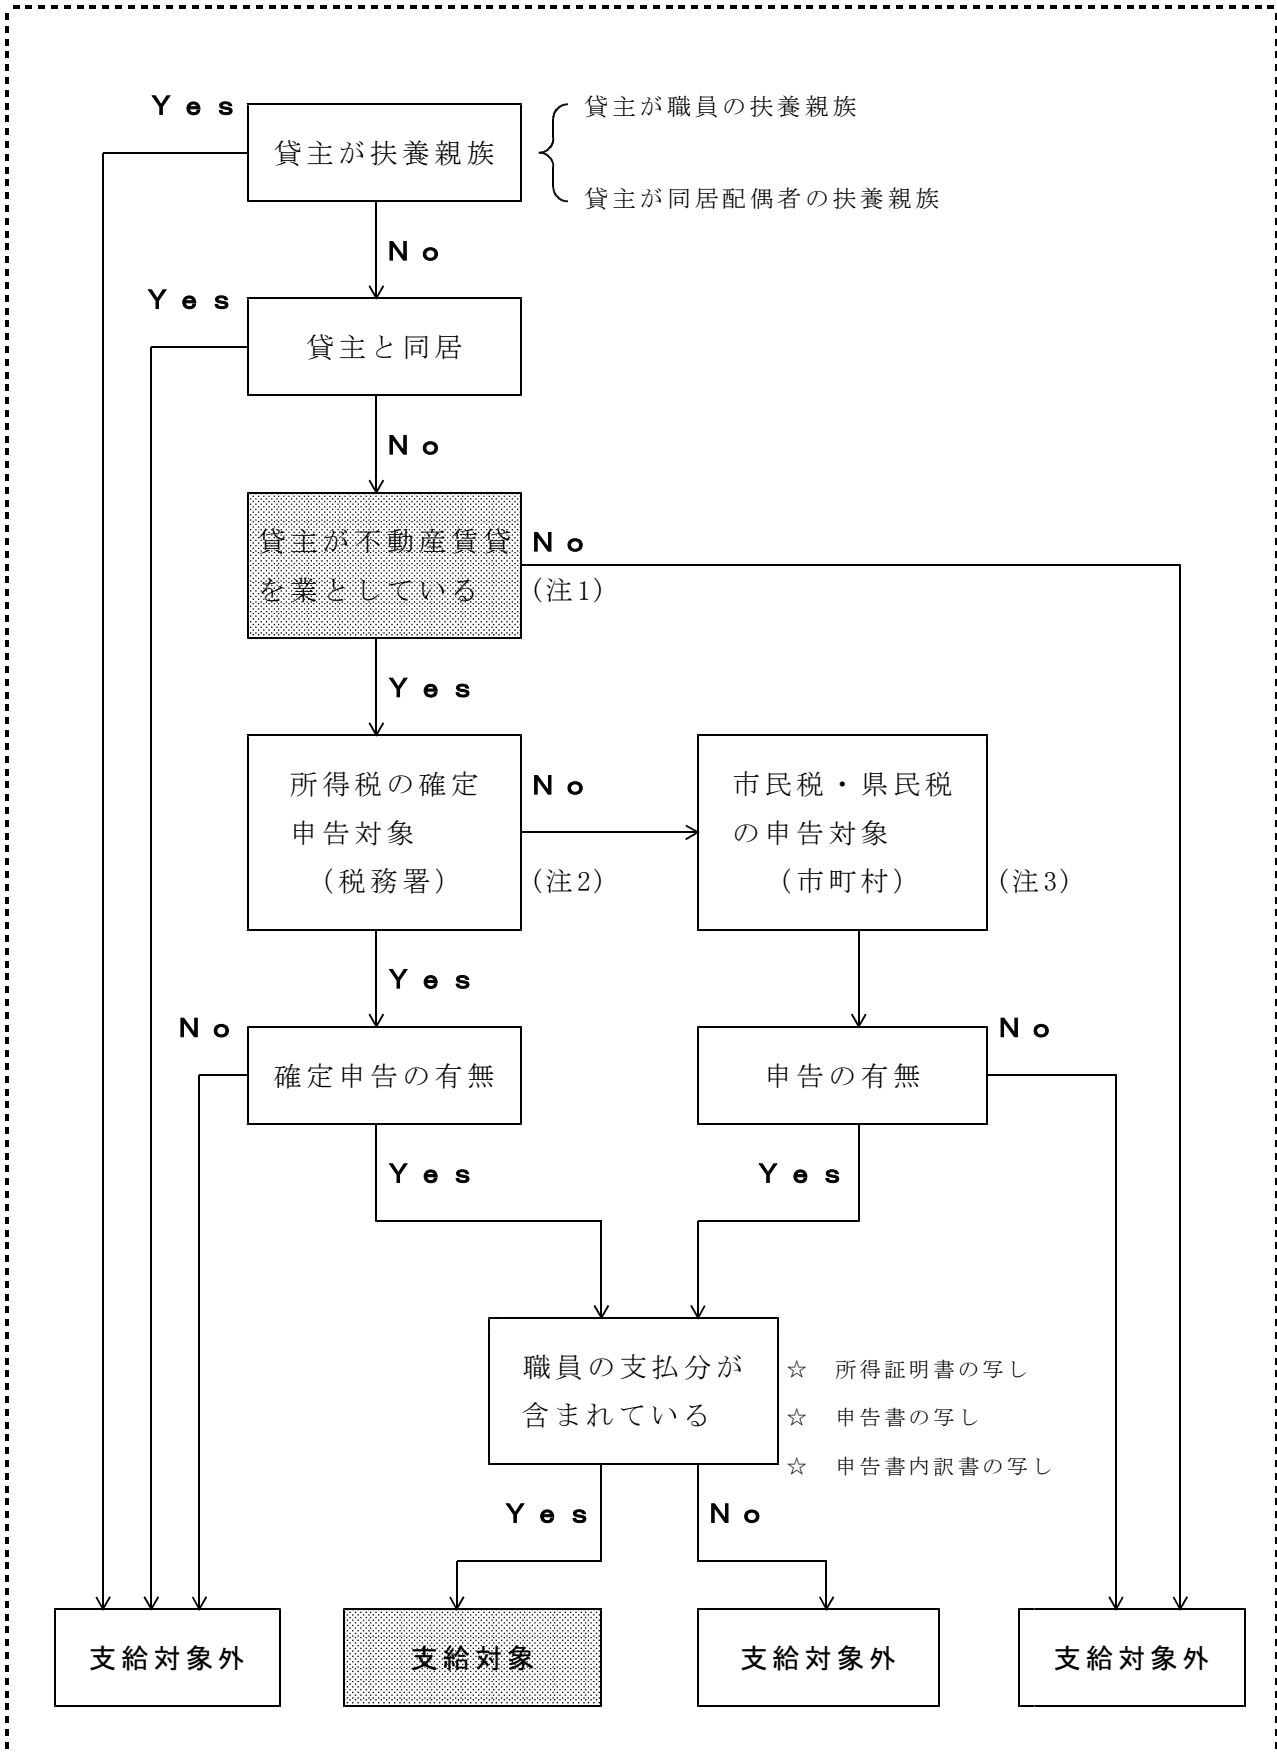 Yes
貸主が扶養親族
貸主が職員の扶養親族
貸主が同居配偶者の扶養親族
No
Yes
貸主と同居
No
貸主が不動産賃貸
を業としている
No
(注1)
Yes
所得税の確定
申告対象
（税務署）
No
(注2)
市民税・県民税
の申告対象
（市町村）
(注3)
Yes
No
確定申告の有無
申告の有無
No
Yes
Yes
職員の支払分が
含まれている
☆　所得証明書の写し
☆　申告書の写し
☆　申告書内訳書の写し
Yes
No
支給対象外
支給対象
支給対象外
支給対象外